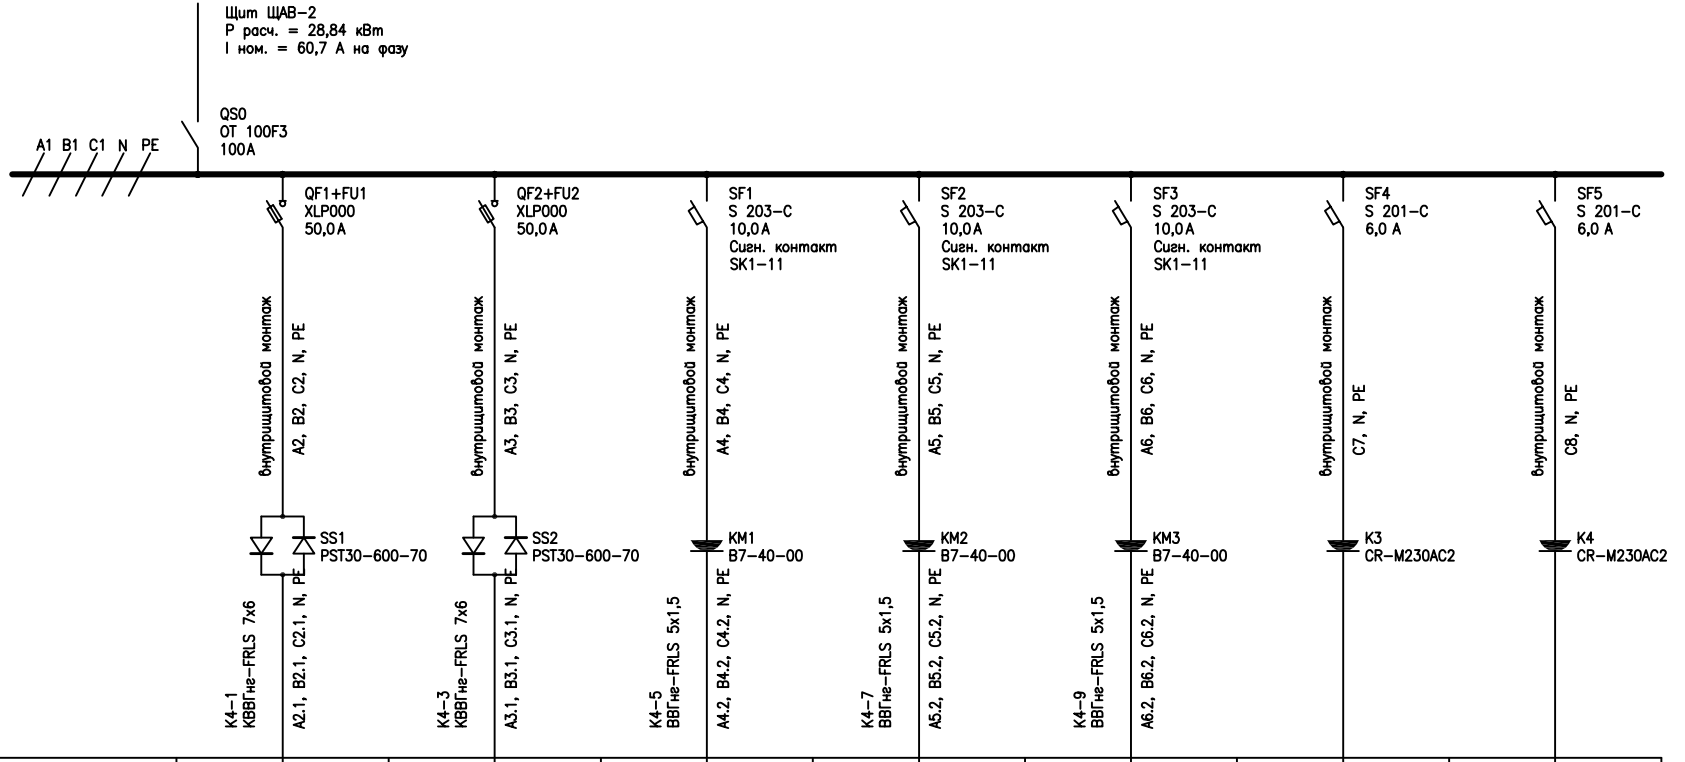 Щит ЩАВ-2
P расч. = 28,84 кВт
I ном. = 60,7 А на фазу
QS0
OT 100F3
100A
A1 B1 C1 N PE
QF1+FU1
XLP000
50,0A
QF2+FU2
XLP000
50,0A
SF1
S 203-C
10,0A
Сигн. контакт
SK1-11
SF2
S 203-C
10,0A
Сигн. контакт
SK1-11
SF3
S 203-C
10,0A
Сигн. контакт
SK1-11
SF4
S 201-C
6,0 A
SF5
S 201-C
6,0 A
внутрищитовой монтаж
A2, B2, C2, N, PE
внутрищитовой монтаж
A3, B3, C3, N, PE
внутрищитовой монтаж
A4, B4, C4, N, PE
внутрищитовой монтаж
A5, B5, C5, N, PE
внутрищитовой монтаж
A6, B6, C6, N, PE
внутрищитовой монтаж
C7, N, PE
внутрищитовой монтаж
C8, N, PE
SS1
PST30-600-70
SS2
PST30-600-70
KM1
B7-40-00
KM2
B7-40-00
KM3
B7-40-00
K3
CR-M230AC2
K4
CR-M230AC2
K4-1
КВВГнг-FRLS 7x6
A2.1, B2.1, C2.1, N, PE
K4-3
КВВГнг-FRLS 7x6
A3.1, B3.1, C3.1, N, PE
K4-5
ВВГнг-FRLS 5x1,5
A4.2, B4.2, C4.2, N, PE
K4-7
ВВГнг-FRLS 5x1,5
A5.2, B5.2, C5.2, N, PE
K4-9
ВВГнг-FRLS 5x1,5
A6.2, B6.2, C6.2, N, PE